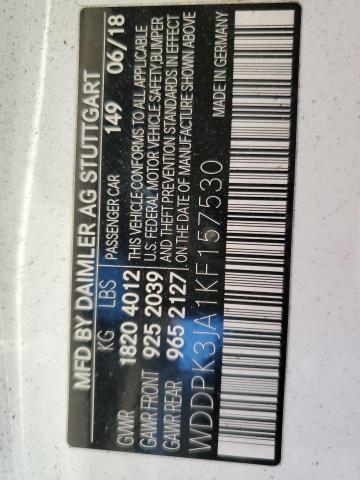 MFD BY DAIMLER AG STUTTGART
KG LBS PASSENGER CAR 149 06/18
GVWR 1820 4012 THIS VEHICLE CONFORMS TO ALL APPLICABLE
GAWR FRONT 925 2039 U.S. FEDERAL MOTOR VEHICLE SAFETY, BUMPER
GAWR REAR 965 2127 AND THEFT PREVENTION STANDARDS IN EFFECT
ON THE DATE OF MANUFACTURE SHOWN ABOVE
WDDPK3JA1KF157530 MADE IN GERMANY